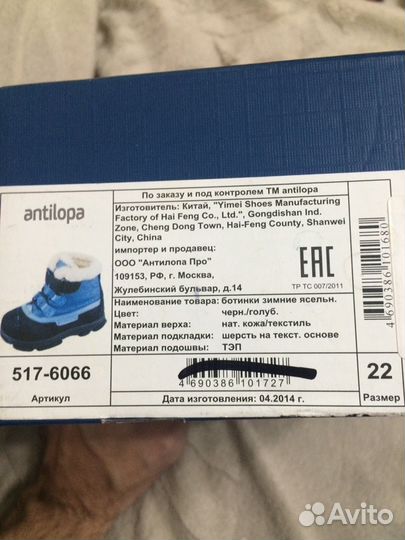 По заказу и под контролем ТМ antilopa
antilopa
Изготовитель: Китай, "Yimei Shoes Manufacturing
Factory of Hai Feng Co., Ltd.", Gongdishan Ind.
Zone, Cheng Dong Town, Hai-Feng County, Shanwei
City, China
импортер и продавец:
ООО "Антилопа Про"
109153, РФ, г. Москва,
Жулебинский бульвар, д.14
ЕАС
ТР ТС 007/2011
Наименование товара: ботинки зимние ясельн.
Цвет: черн./голуб.
Материал верха: нат. кожа/текстиль
Материал подкладки: шерсть на текст. основе
Материал подошвы: ТЭП
517-6066
Артикул
4 690386 101727
Дата изготовления: 04.2014 г.
22
Размер
4 690386 101680
Avito